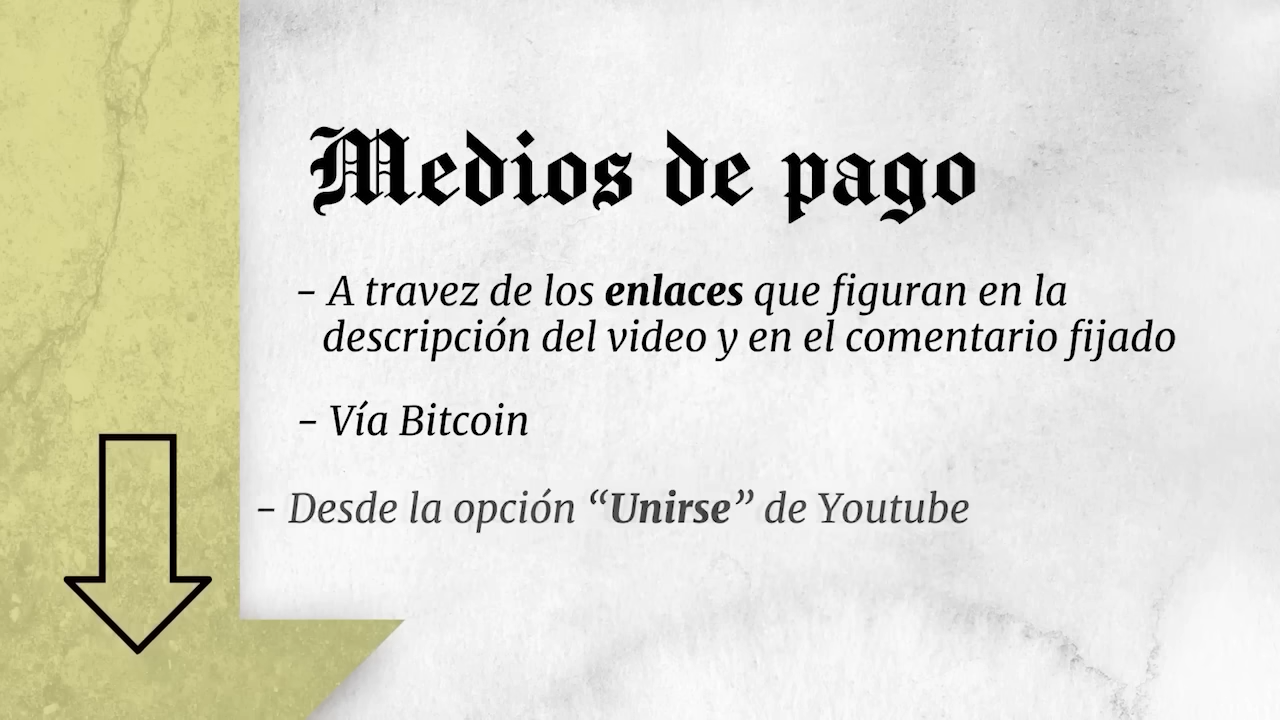 Medios de pago
– A travez de los enlaces que figuran en la
descripción del video y en el comentario fijado
– Vía Bitcoin
– Desde la opción “Unirse” de Youtube